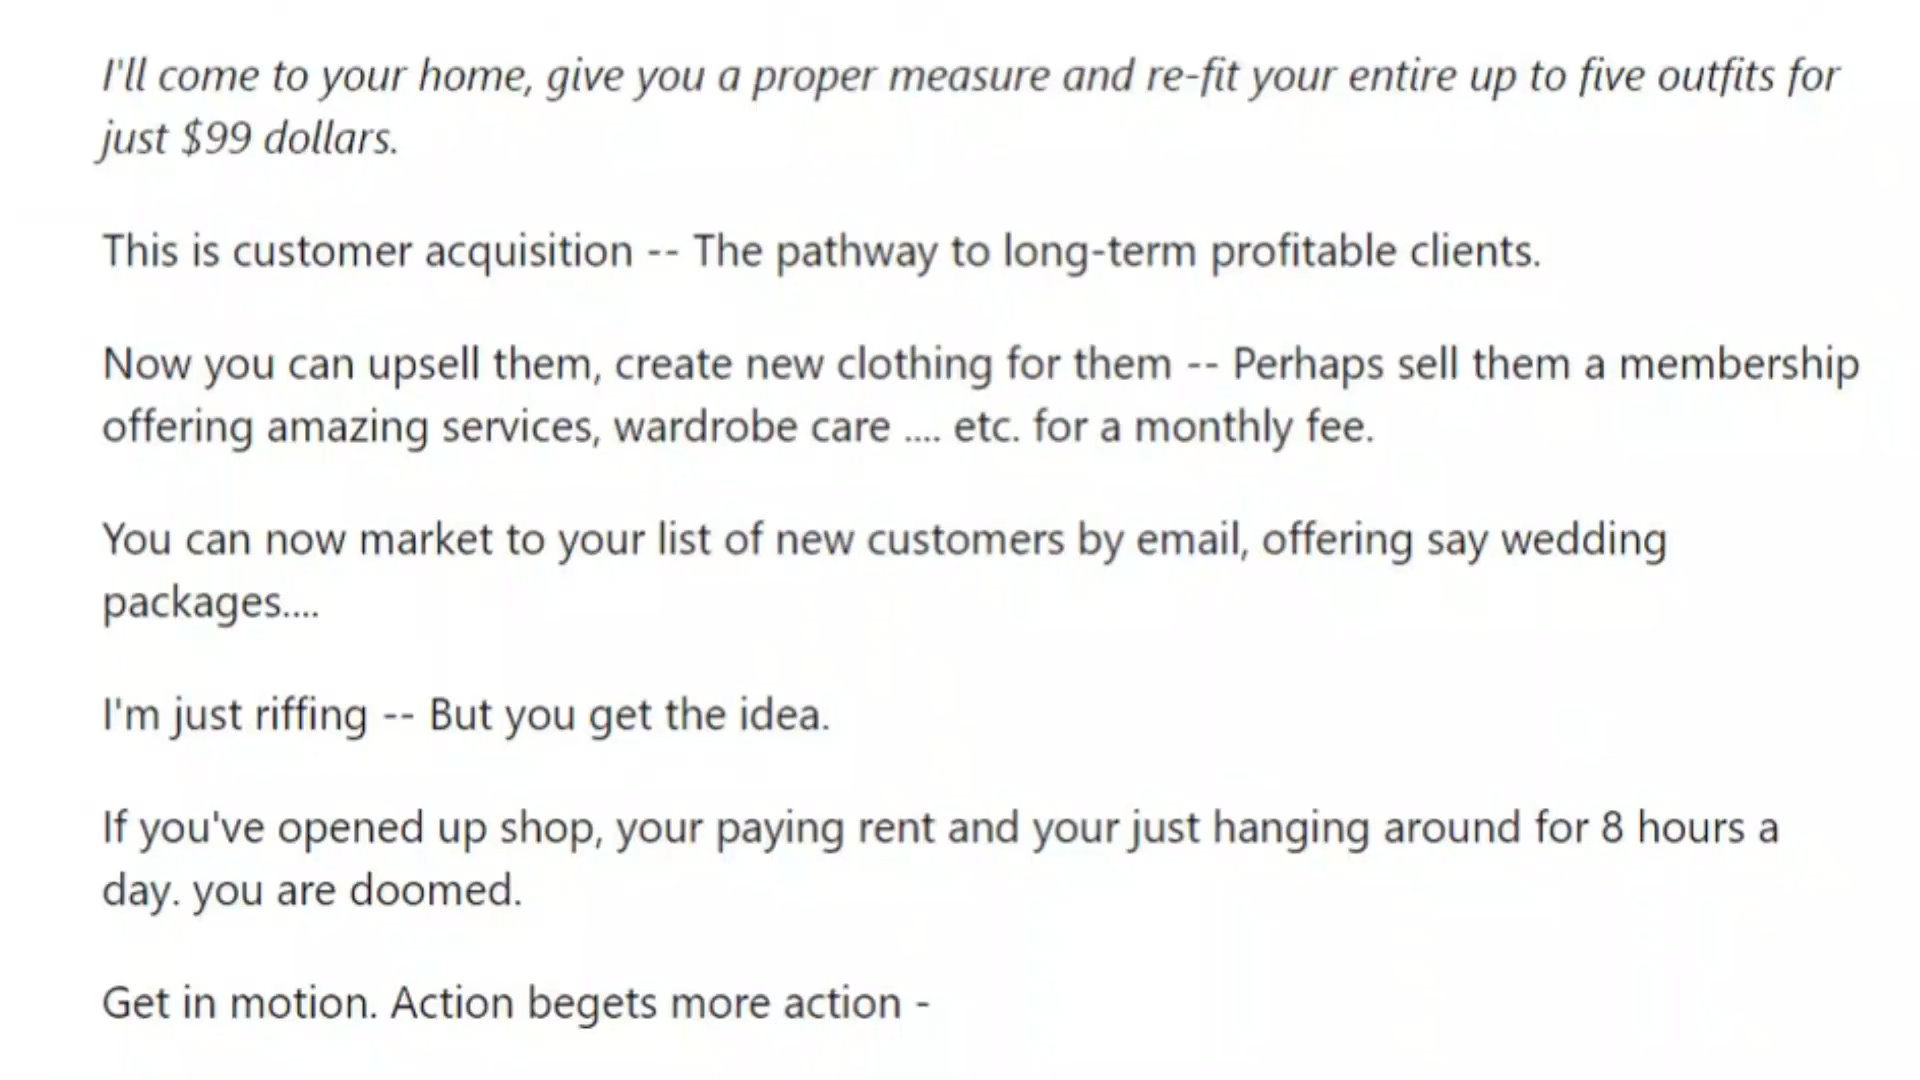 I'll come to your home, give you a proper measure and re-fit your entire up to five outfits for
just $99 dollars.
This is customer acquisition -- The pathway to long-term profitable clients.
Now you can upsell them, create new clothing for them -- Perhaps sell them a membership
offering amazing services, wardrobe care .... etc. for a monthly fee.
You can now market to your list of new customers by email, offering say wedding
packages....
I'm just riffing -- But you get the idea.
If you've opened up shop, your paying rent and your just hanging around for 8 hours a
day. you are doomed.
Get in motion. Action begets more action -